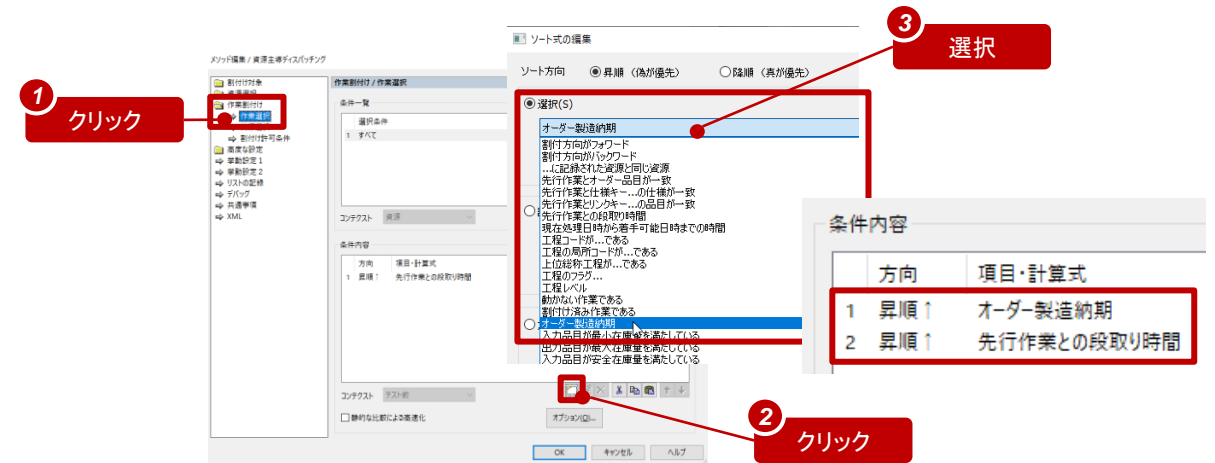 メソッド編集 / 資源主導ディスパッチング
割付け対象
資源選択
作業割付け
作業選択
割付け許可条件
高度な設定
挙動設定1
挙動設定2
リストの記録
デバッグ
共通事項
XML
作業割付け / 作業選択
条件一覧
選択条件
1 すべて
コンテクスト 資源
条件内容
方向 項目・計算式
1 昇順↑ 先行作業との段取り時間
コンテクスト テスト前
静的な比較による高速化
オプション(O)...
OK キャンセル ヘルプ
1
クリック
2
クリック
3
選択
ソート式の編集
ソート方向 昇順 (偽が優先) 降順 (真が優先)
選択(S)
オーダー製造納期
割付方向がフォワード
割付方向がバックワード
...に記録された資源と同じ資源
先行作業とオーダー品目が一致
先行作業と仕様キー...の仕様が一致
先行作業とリンクキー...の品目が一致
先行作業との段取り時間
現在処理日時から着手可能日時までの時間
工程コードが...である
工程の局所コードが...である
上位総称工程が...である
工程のフラグ...
工程レベル
動かない作業である
割付け済み作業である
オーダー製造納期
入力品目が最小在庫量を満たしている
出力品目が最大在庫量を満たしている
入力品目が安全在庫量を満たしている
条件内容
方向 項目・計算式
1 昇順↑ オーダー製造納期
2 昇順↑ 先行作業との段取り時間